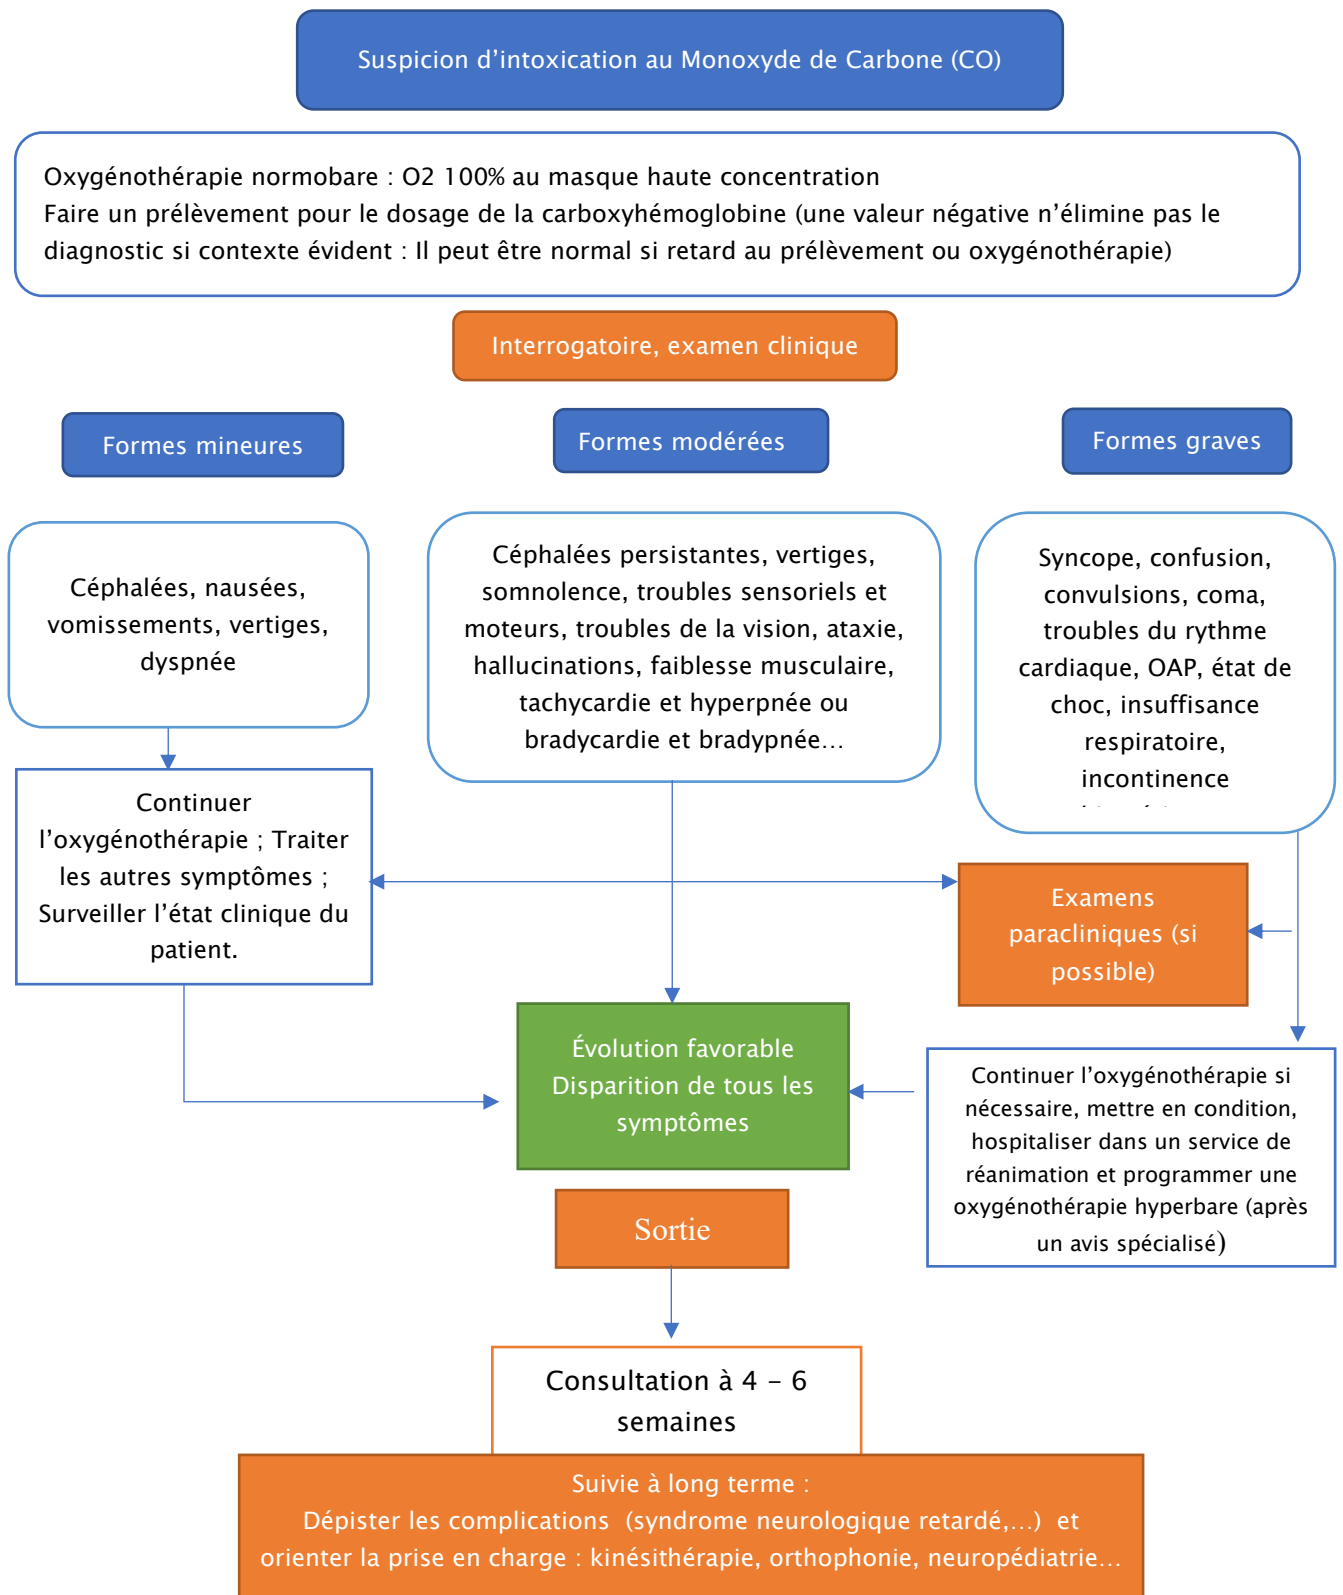 Suspicion d’intoxication au Monoxyde de Carbone (CO)
Oxygénothérapie normobare : O2 100% au masque haute concentration
Faire un prélèvement pour le dosage de la carboxyhémoglobine (une valeur négative n’élimine pas le
diagnostic si contexte évident : Il peut être normal si retard au prélèvement ou oxygénothérapie)
Interrogatoire, examen clinique
Formes mineures
Formes modérées
Formes graves
Céphalées, nausées,
vomissements, vertiges,
dyspnée
Céphalées persistantes, vertiges,
somnolence, troubles sensoriels et
moteurs, troubles de la vision, ataxie,
hallucinations, faiblesse musculaire,
tachycardie et hyperpnée ou
bradycardie et bradypnée…
Syncope, confusion,
convulsions, coma,
troubles du rythme
cardiaque, OAP, état de
choc, insuffisance
respiratoire,
incontinence
Continuer
l’oxygénothérapie ; Traiter
les autres symptômes ;
Surveiller l’état clinique du
patient.
Examens
paracliniques (si
possible)
Évolution favorable
Disparition de tous les
symptômes
Continuer l’oxygénothérapie si
nécessaire, mettre en condition,
hospitaliser dans un service de
réanimation et programmer une
oxygénothérapie hyperbare (après
un avis spécialisé)
Sortie
Consultation à 4 – 6
semaines
Suivie à long terme :
Dépister les complications (syndrome neurologique retardé,…) et
orienter la prise en charge : kinésithérapie, orthophonie, neuropédiatrie…